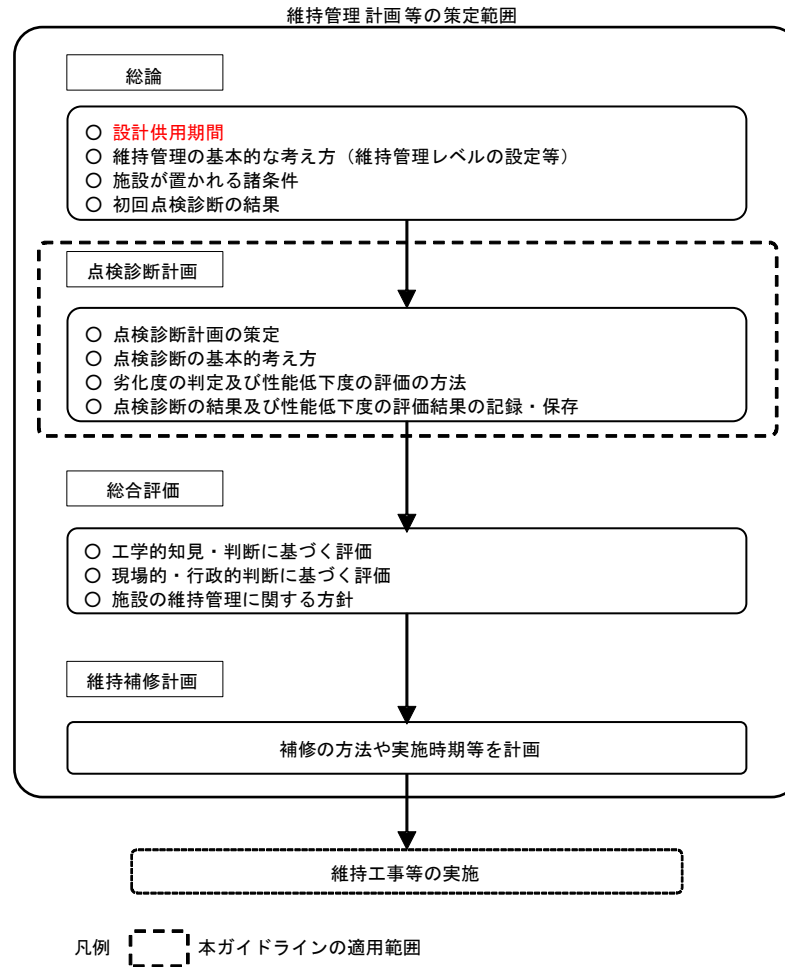 維持管理計画等の策定範囲
総論
○ 設計供用期間
○ 維持管理の基本的な考え方（維持管理レベルの設定等）
○ 施設が置かれる諸条件
○ 初回点検診断の結果
点検診断計画
○ 点検診断計画の策定
○ 点検診断の基本的考え方
○ 劣化度の判定及び性能低下度の評価の方法
○ 点検診断の結果及び性能低下度の評価結果の記録・保存
総合評価
○ 工学的知見・判断に基づく評価
○ 現場的・行政的判断に基づく評価
○ 施設の維持管理に関する方針
維持補修計画
補修の方法や実施時期等を計画
維持工事等の実施
凡例 本ガイドラインの適用範囲